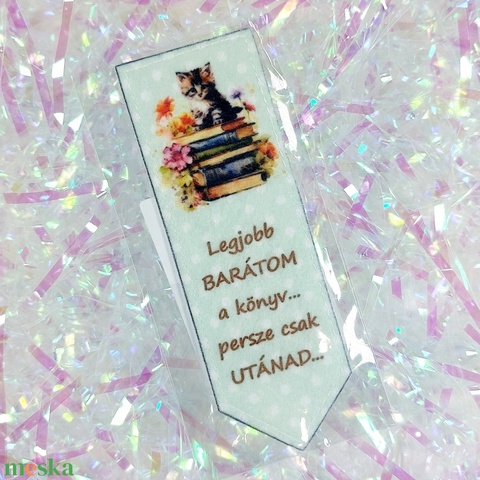 Legjobb
BARÁTOM
a könyv...
persze csak
UTÁNAD...
meska